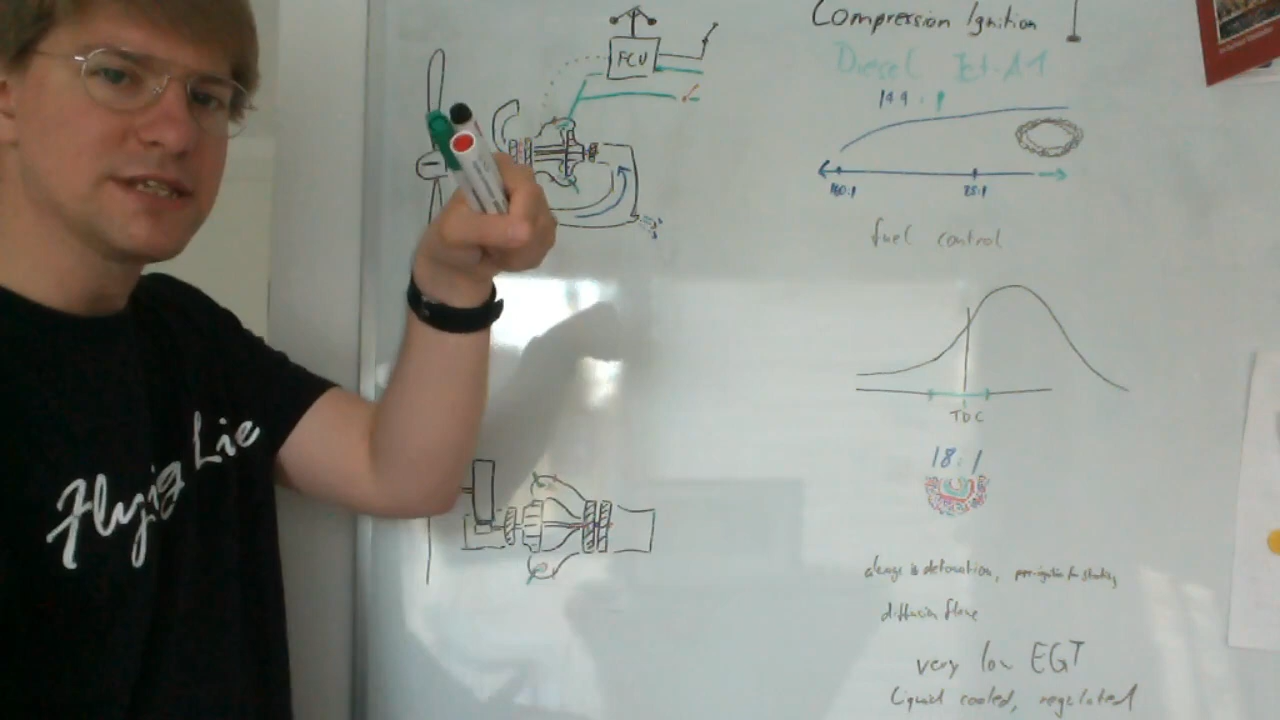 Compression Ignition
FCU
Diesel Jet-A1
14.9 : 1
160:1
25:1
fuel control
TDC
18:1
Flying Lie
always is detonation,
diffusion flame
very low EGT
Liquid cooled, regulated